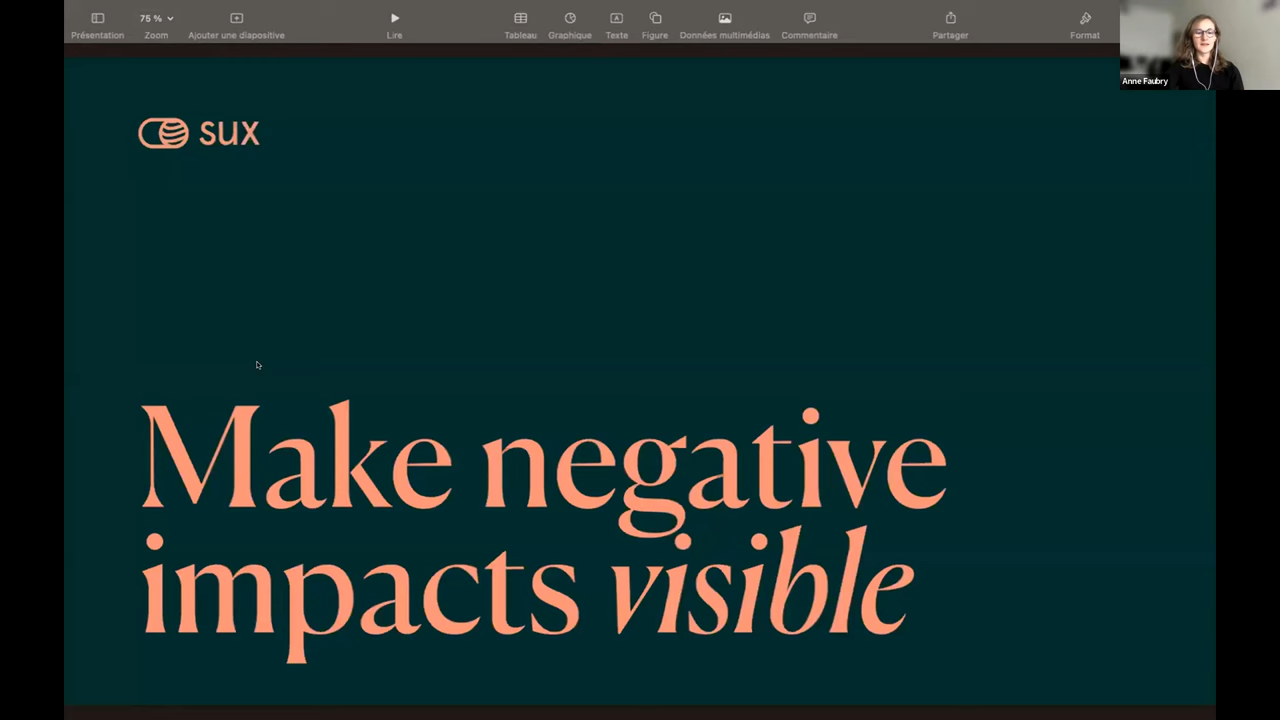 75 %
Présentation
Zoom
Ajouter une diapositive
Lire
Tableau
Graphique
Texte
Figure
Données multimédias
Commentaire
Partager
Format
Anne Faubry
sux
Make negative
impacts visible